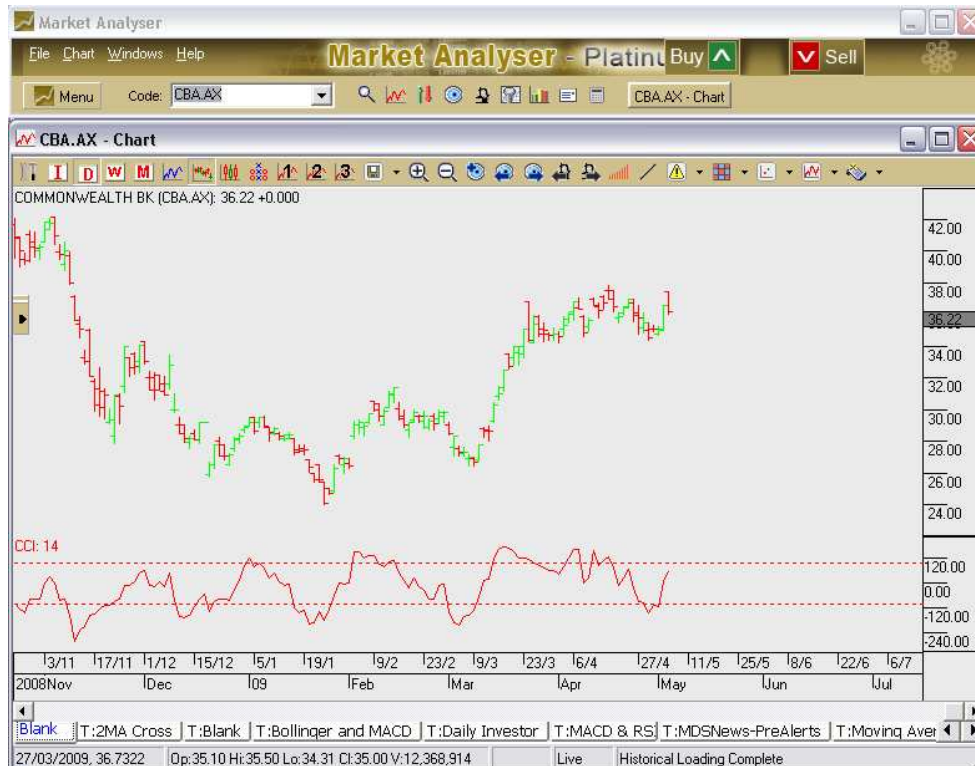 Market Analyser
File Chart Windows Help
Market Analyser - Platinu
Buy
Sell
Menu
Code: CBA.AX
CBA.AX - Chart
CBA.AX - Chart
I D W M 1 2 3
COMMONWEALTH BK (CBA.AX): 36.22 +0.000
42.00
40.00
38.00
36.22
34.00
32.00
30.00
28.00
26.00
24.00
CCI: 14
120.00
0.00
-120.00
-240.00
3/11 17/11 1/12 15/12 5/1 19/1 9/2 23/2 9/3 23/3 6/4 27/4 11/5 25/5 8/6 22/6 6/7
2008Nov Dec 09 Feb Mar Apr May Jun Jul
Blank T:2MA Cross T:Blank T:Bollinger and MACD T:Daily Investor T:MACD & RS T:MDSNews-PreAlerts T:Moving Aver
27/03/2009, 36.7322 Op:35.10 Hi:35.50 Lo:34.31 Cl:35.00 V:12,368,914 Live Historical Loading Complete